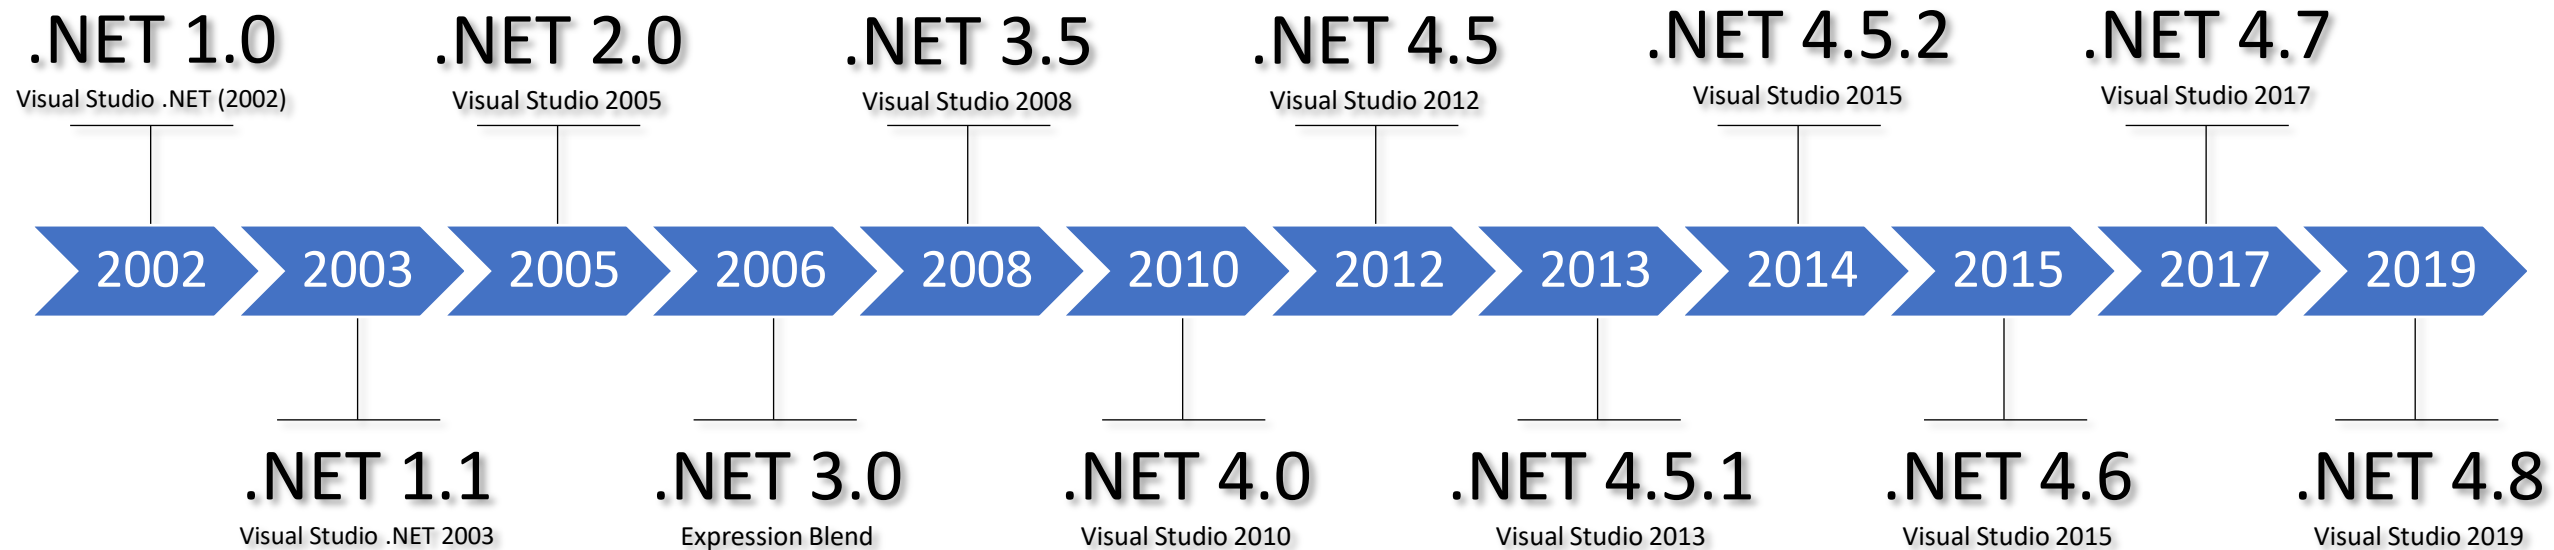 .NET 1.0
Visual Studio .NET (2002)
.NET 2.0
Visual Studio 2005
.NET 3.5
Visual Studio 2008
.NET 4.5
Visual Studio 2012
.NET 4.5.2
Visual Studio 2015
.NET 4.7
Visual Studio 2017
2002
2003
2005
2006
2008
2010
2012
2013
2014
2015
2017
2019
.NET 1.1
Visual Studio .NET 2003
.NET 3.0
Expression Blend
.NET 4.0
Visual Studio 2010
.NET 4.5.1
Visual Studio 2013
.NET 4.6
Visual Studio 2015
.NET 4.8
Visual Studio 2019